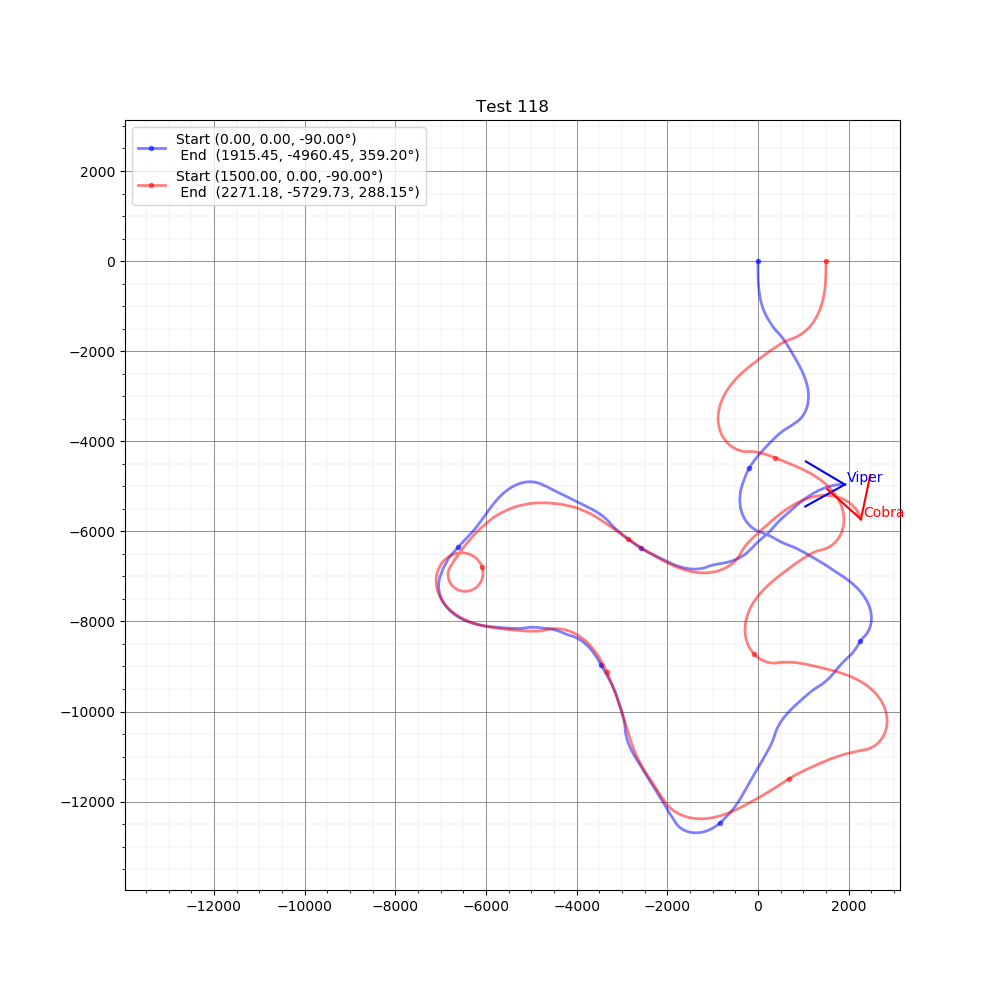 Test 118
Start (0.00, 0.00, -90.00°)
End (1915.45, -4960.45, 359.20°)
Start (1500.00, 0.00, -90.00°)
End (2271.18, -5729.73, 288.15°)
2000
0
−2000
−4000
−6000
−8000
−10000
−12000
Viper
Cobra
−12000 −10000 −8000 −6000 −4000 −2000 0 2000